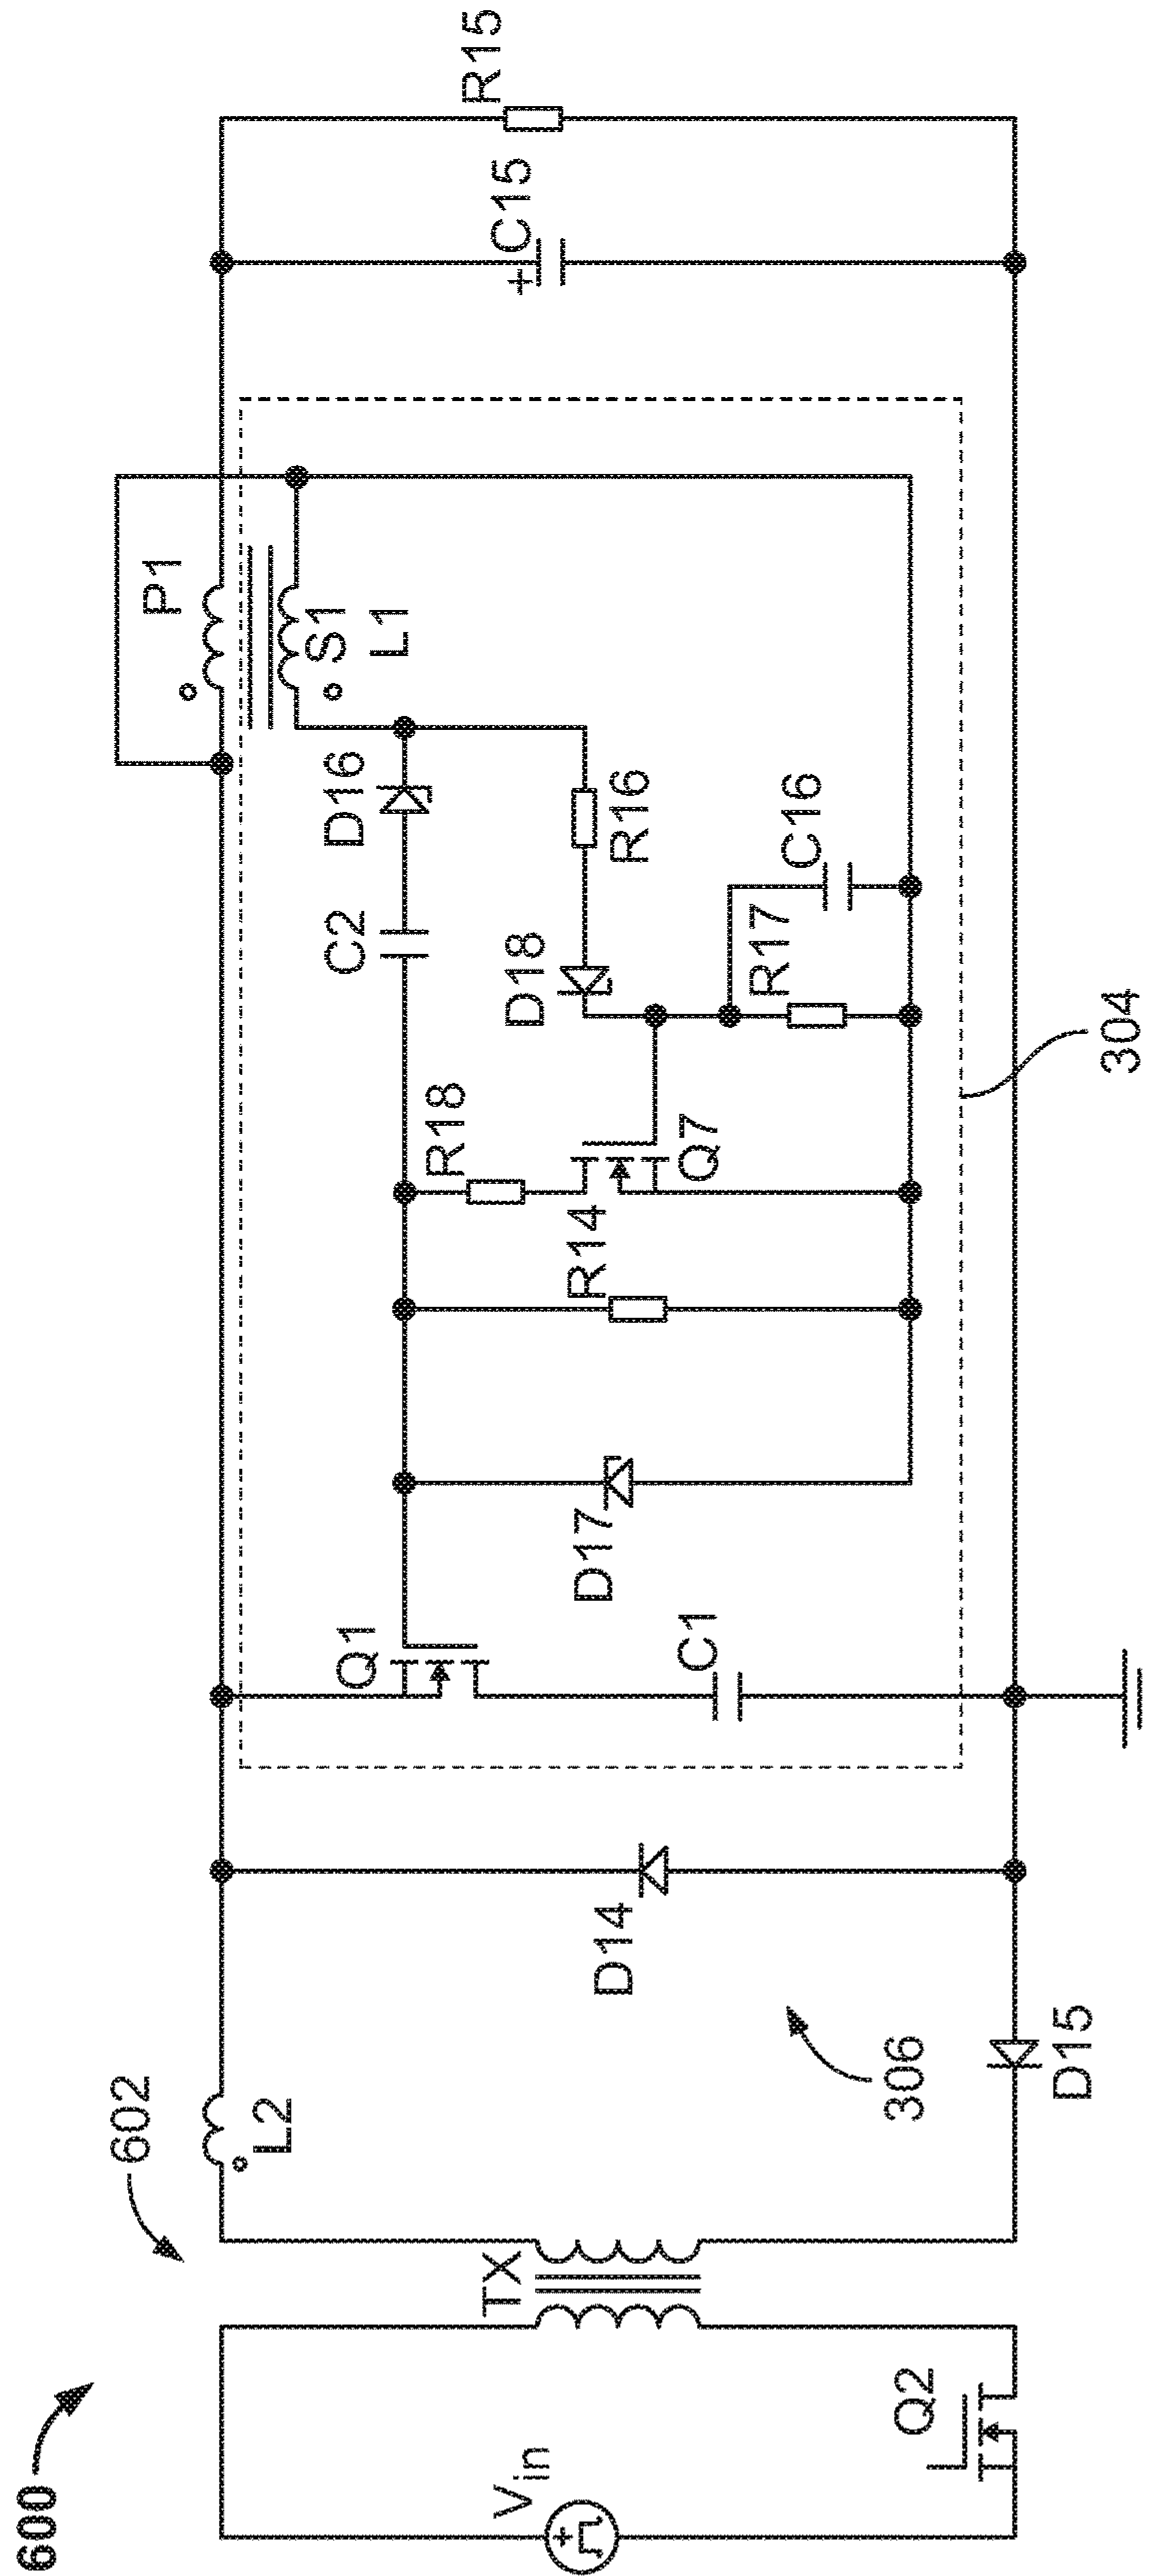 600
602
V_in
Q2
TX
L2
D15
306
D14
304
Q1
C1
D17
R14
R18
Q7
C2
D16
D18
R16
R17
C16
P1
S1
L1
+
C15
R15